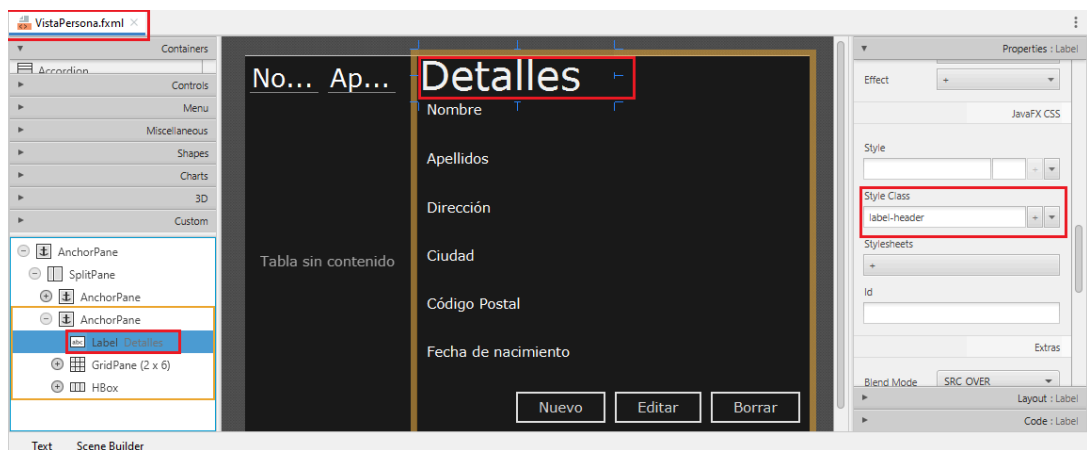 VistaPersona.fxml
Containers
Accordion
Controls
Menu
Miscellaneous
Shapes
Charts
3D
Custom
AnchorPane
SplitPane
AnchorPane
AnchorPane
abc Label Detalles
GridPane (2 x 6)
HBox
No... Ap...
Tabla sin contenido
Detalles
Nombre
Apellidos
Dirección
Ciudad
Código Postal
Fecha de nacimiento
Nuevo Editar Borrar
Properties : Label
Effect +
JavaFX CSS
Style
+
Style Class
label-header +
Stylesheets
+
Id
Extras
Blend Mode SRC OVER
Layout : Label
Code : Label
Text Scene Builder